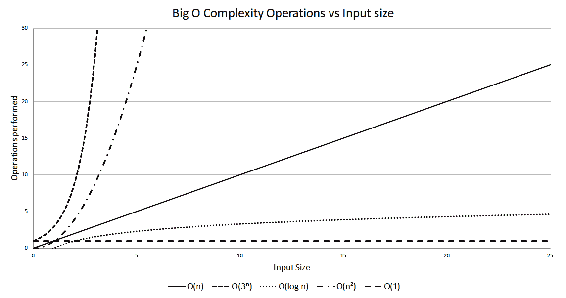 Big O Complexity Operations vs Input size
30
25
20
15
10
5
0
Operations performed
0 5 10 15 20 25
Input Size
O(n) O(3ⁿ) O(log n) O(n²) O(1)